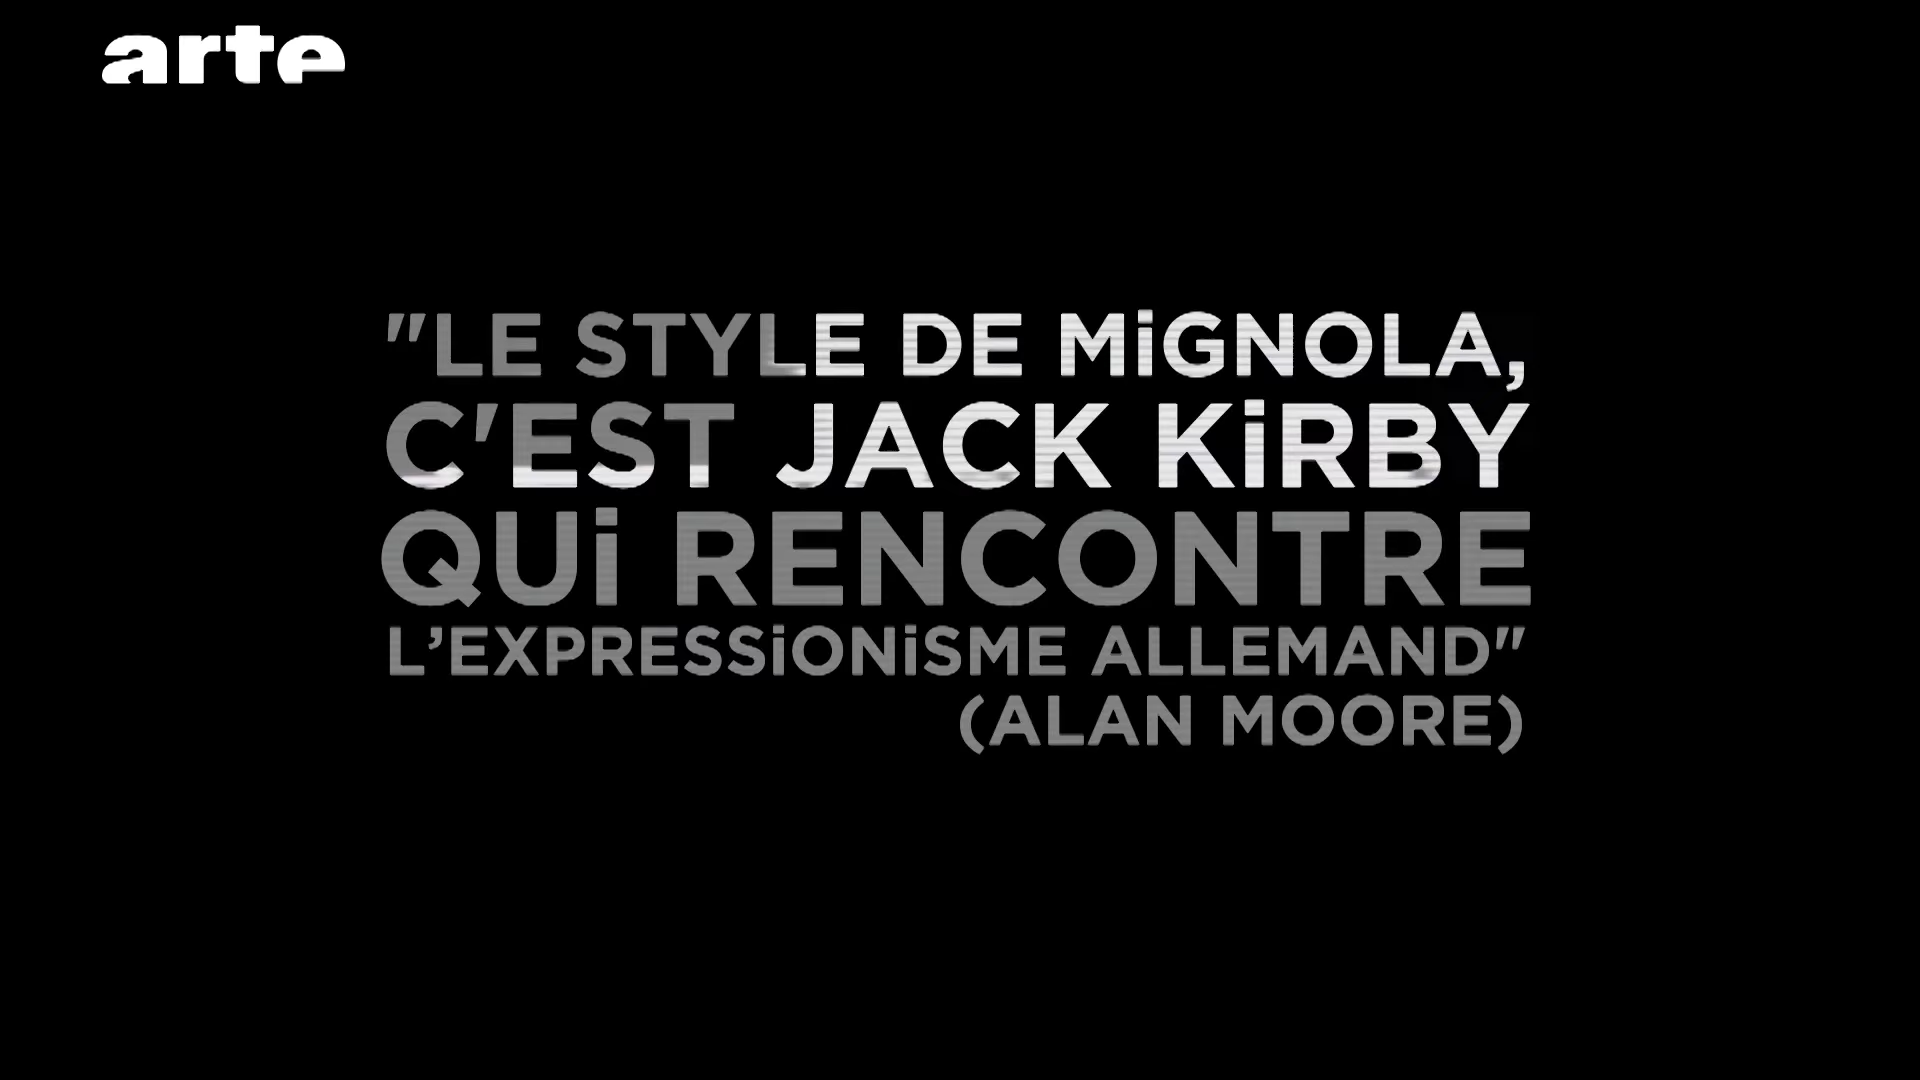 arte
"LE STYLE DE MiGNOLA,
C'EST JACK KiRBY
QUi RENCONTRE
L’EXPRESSiONiSME ALLEMAND"
(ALAN MOORE)